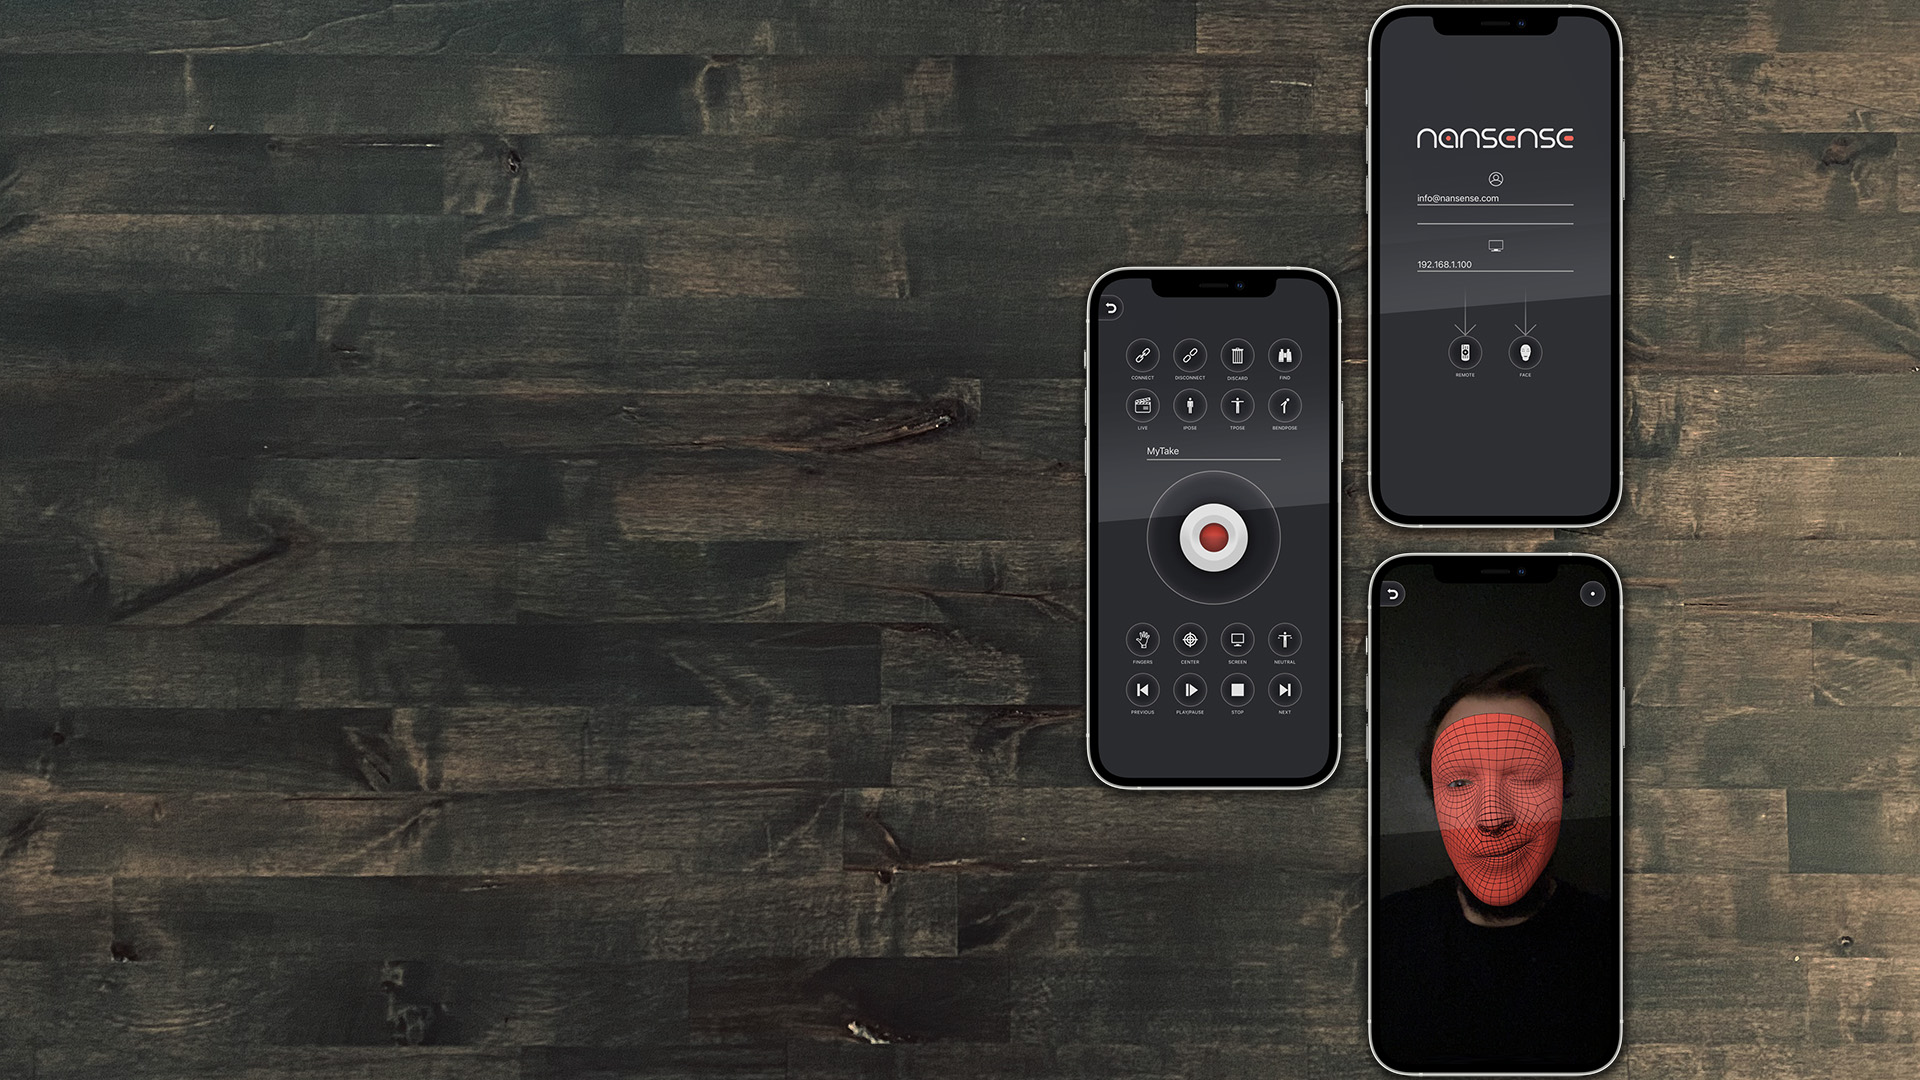 nansense
info@nansense.com
192.168.1.100
REMOTE FACE
CONNECT DISCONNECT DISCARD FIND
LIVE IPOSE TPOSE BENDPOSE
MyTake
FINGERS CENTER SCREEN NEUTRAL
PREVIOUS PLAY/PAUSE STOP NEXT